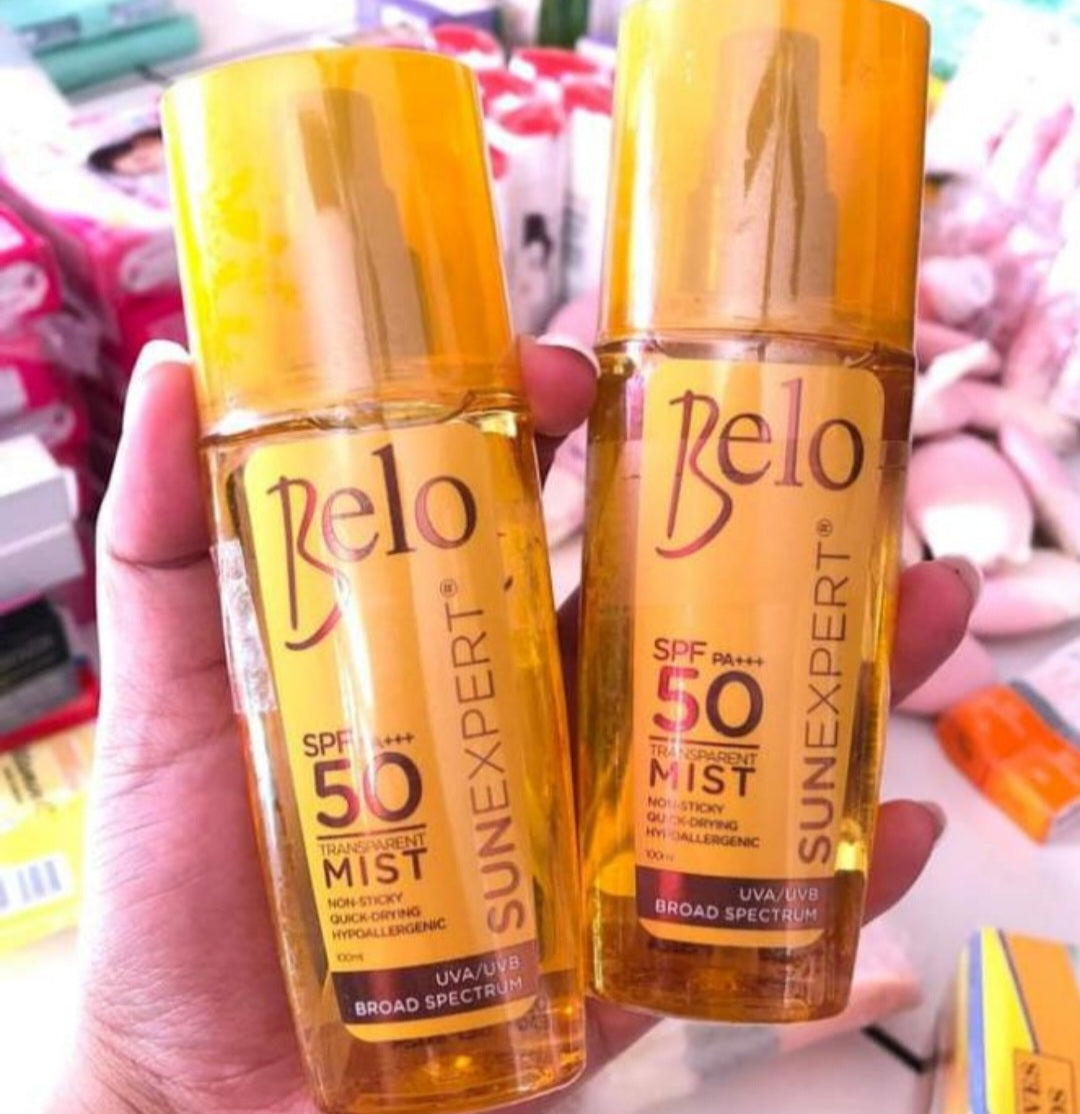 Belo
SUNEXPERT®
SPF PA+++
50
TRANSPARENT
MIST
NON-STICKY
QUICK-DRYING
HYPOALLERGENIC
100ml
UVA/UVB
BROAD SPECTRUM
Belo
SUNEXPERT®
SPF PA+++
50
TRANSPARENT
MIST
NON-STICKY
QUICK-DRYING
HYPOALLERGENIC
100ml
UVA/UVB
BROAD SPECTRUM